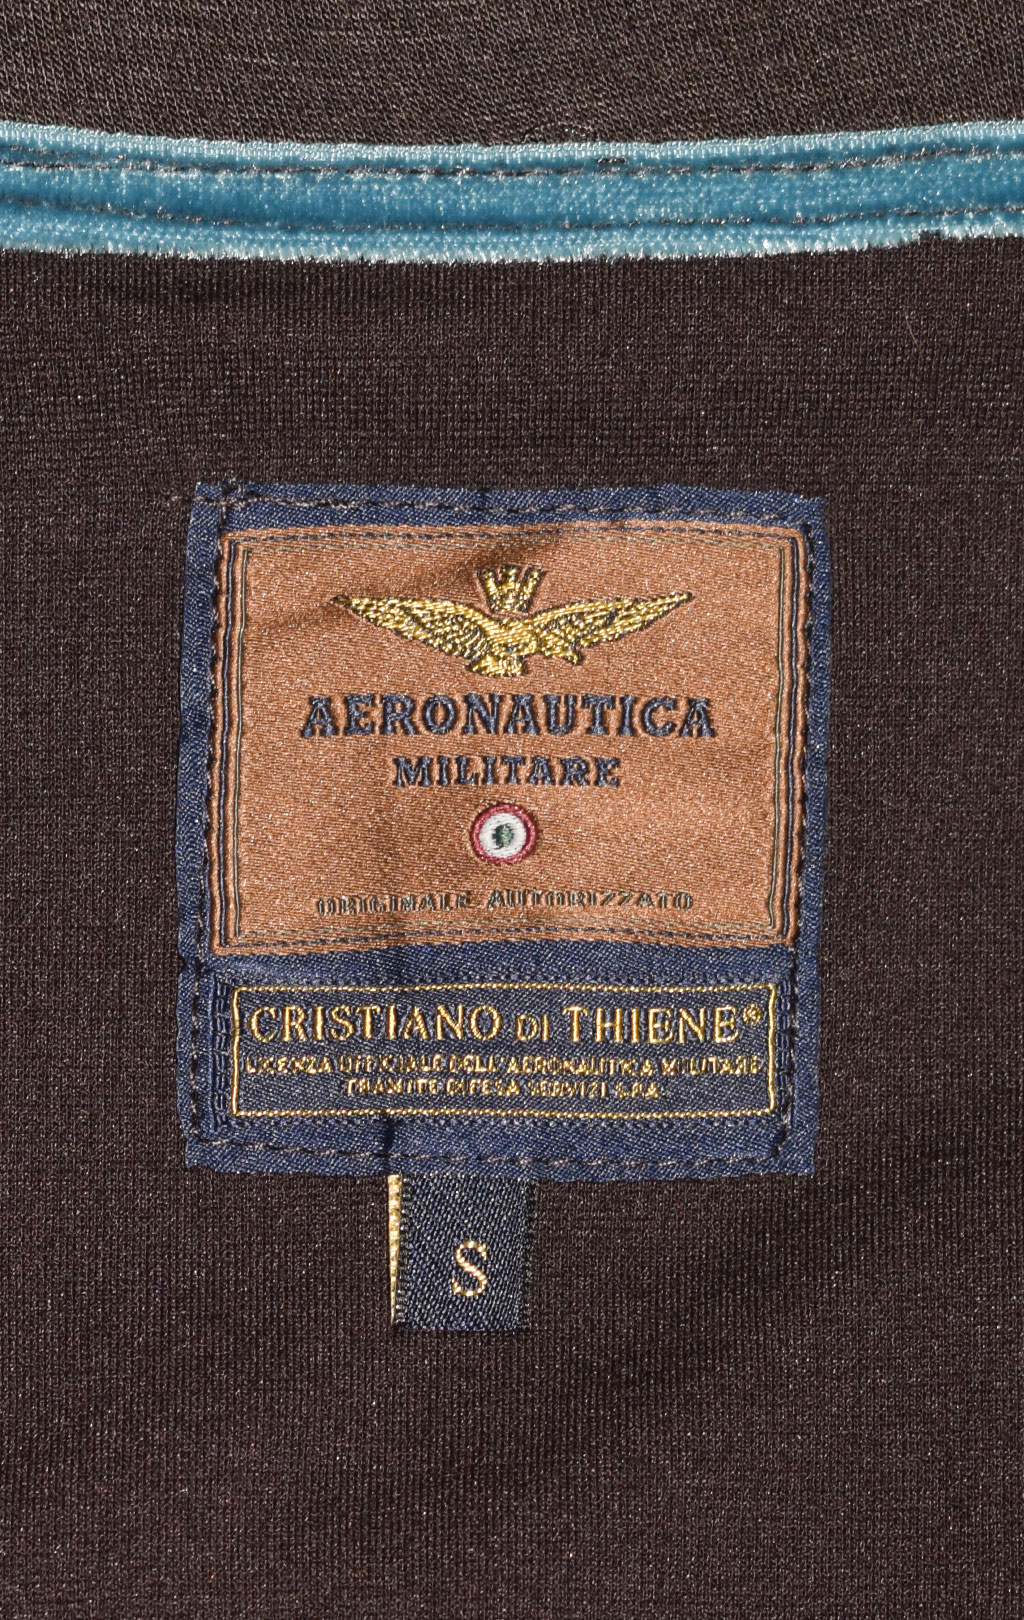 AERONAUTICA
MILITARE
ORIGINALE AUTORIZZATO
CRISTIANO DI THIENE®
LICENZA UFFICIALE DELL'AERONAUTICA MILITARE
TRAMITE DIFESA SERVIZI S.P.A.
S